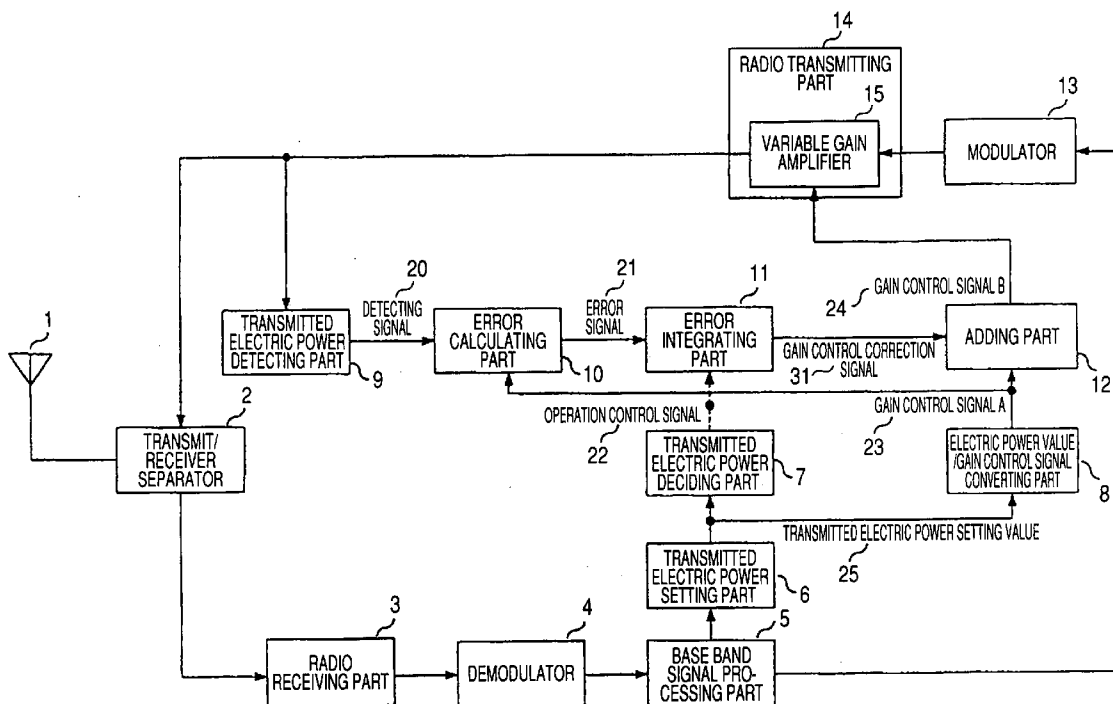 14
RADIO TRANSMITTING
PART
15
VARIABLE GAIN
AMPLIFIER
13
MODULATOR
1
20
DETECTING
SIGNAL
21
ERROR
SIGNAL
11
24
GAIN CONTROL SIGNAL B
TRANSMITTED
ELECTRIC POWER
DETECTING PART
9
ERROR
CALCULATING
PART
10
ERROR
INTEGRATING
PART
GAIN CONTROL CORRECTION
SIGNAL
31
ADDING PART
12
2
TRANSMIT/
RECEIVER
SEPARATOR
OPERATION CONTROL SIGNAL
22
GAIN CONTROL SIGNAL A
23
TRANSMITTED
ELECTRIC POWER
DECIDING PART
7
ELECTRIC POWER VALUE
/GAIN CONTROL SIGNAL
CONVERTING PART
8
TRANSMITTED ELECTRIC POWER SETTING VALUE
25
TRANSMITTED
ELECTRIC POWER
SETTING PART
6
3
RADIO
RECEIVING PART
4
DEMODULATOR
5
BASE BAND
SIGNAL PRO-
CESSING PART